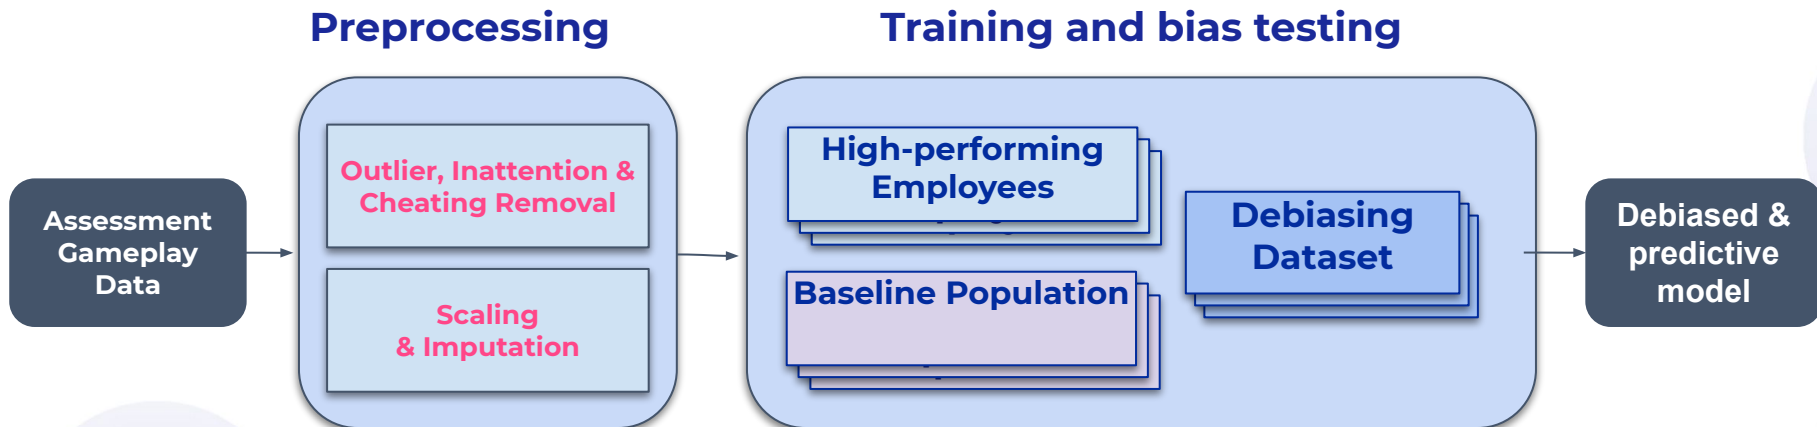 Preprocessing
Training and bias testing
Assessment
Gameplay
Data
Outlier, Inattention &
Cheating Removal
Scaling
& Imputation
High-performing
Employees
Baseline Population
Debiasing
Dataset
Debiased &
predictive
model